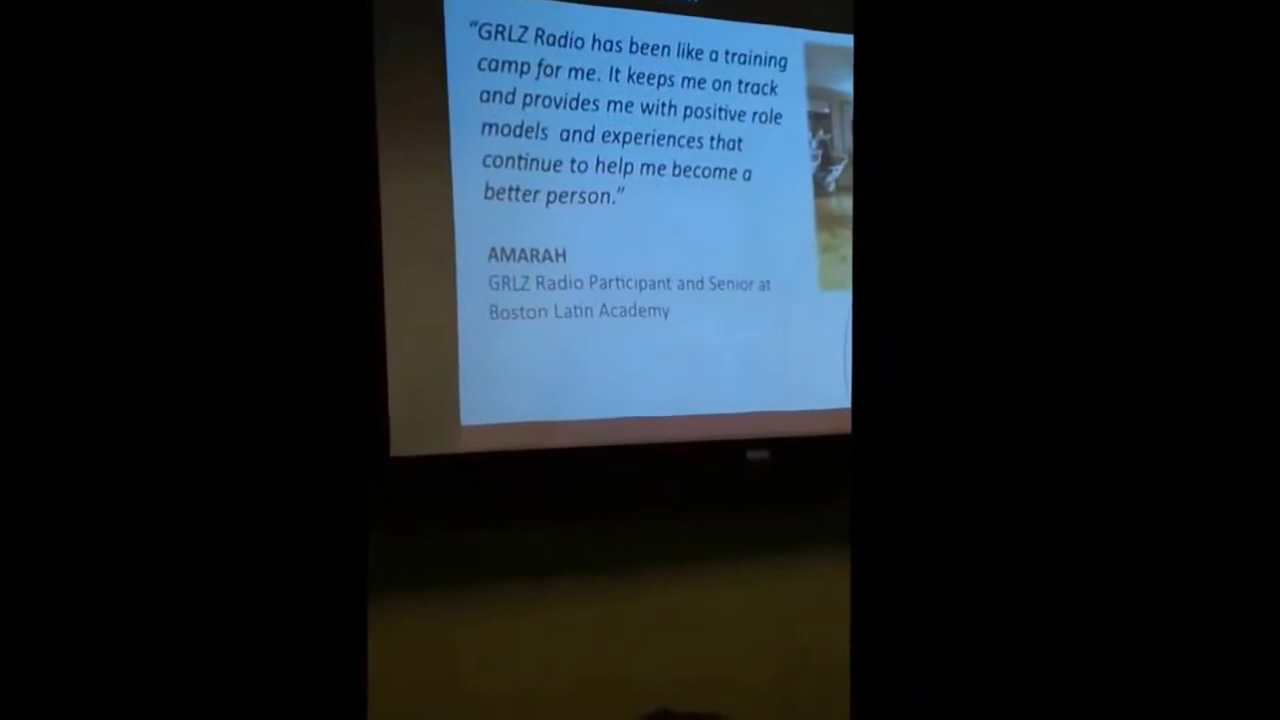 “GRLZ Radio has been like a training
camp for me. It keeps me on track
and provides me with positive role
models and experiences that
continue to help me become a
better person.”
AMARAH
GRLZ Radio Participant and Senior at
Boston Latin Academy